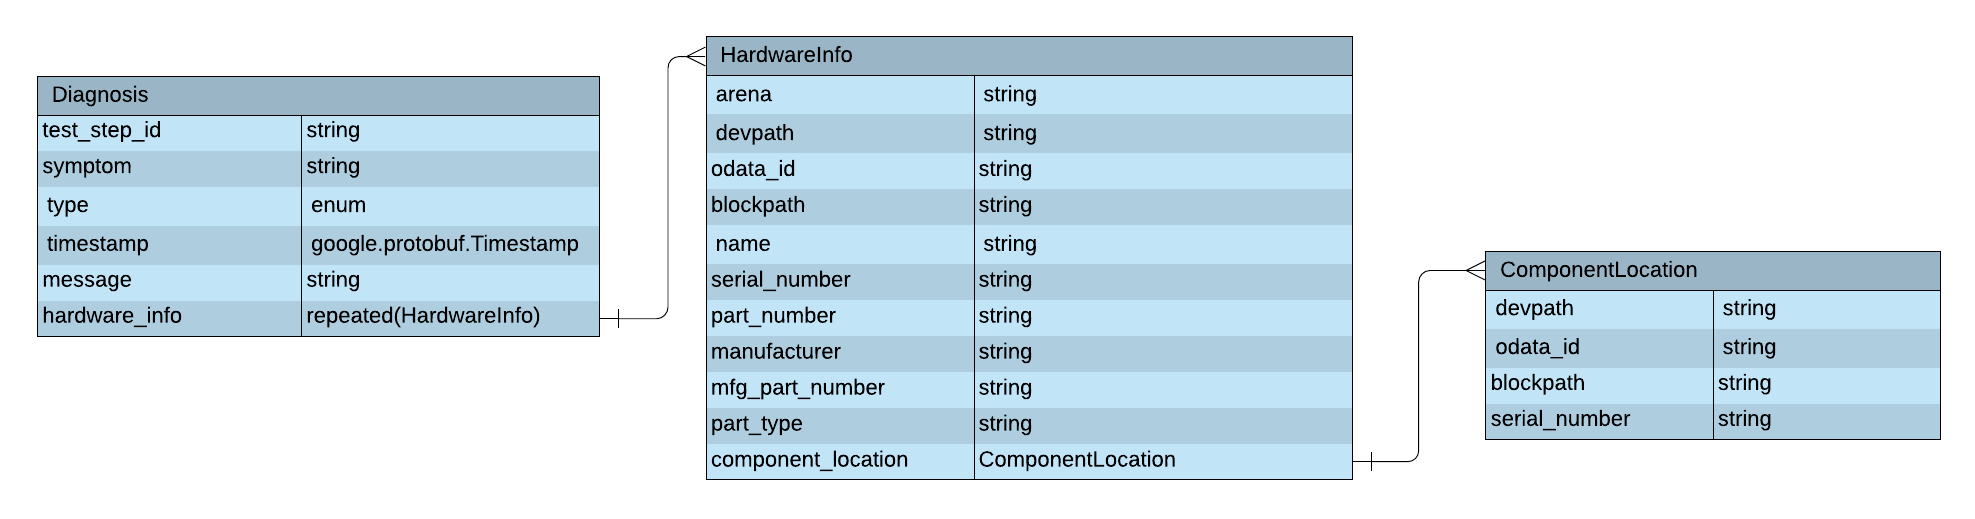 Diagnosis
test_step_id string
symptom string
type enum
timestamp google.protobuf.Timestamp
message string
hardware_info repeated(HardwareInfo)
HardwareInfo
arena string
devpath string
odata_id string
blockpath string
name string
serial_number string
part_number string
manufacturer string
mfg_part_number string
part_type string
component_location ComponentLocation
ComponentLocation
devpath string
odata_id string
blockpath string
serial_number string